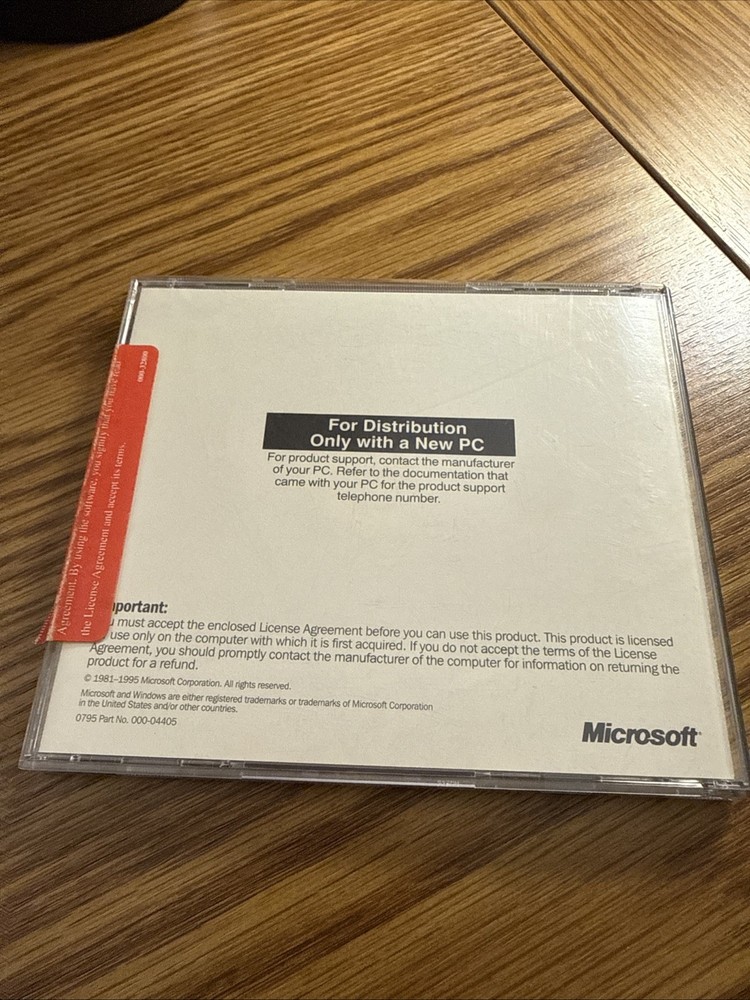 For Distribution
Only with a New PC
For product support, contact the manufacturer
of your PC. Refer to the documentation that
came with your PC for the product support
telephone number.
000-32800
Agreement. By using the software, you signify that you have read
the License Agreement and accept its terms.
portant:
must accept the enclosed License Agreement before you can use this product. This product is licensed
use only on the computer with which it is first acquired. If you do not accept the terms of the License
Agreement, you should promptly contact the manufacturer of the computer for information on returning the
product for a refund.
© 1981–1995 Microsoft Corporation. All rights reserved.
Microsoft and Windows are either registered trademarks or trademarks of Microsoft Corporation
in the United States and/or other countries.
0795 Part No. 000-04405
Microsoft